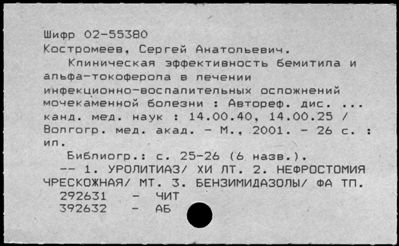 Шифр 02-55380
Костромеев, Сергей Анатольевич.
Клиническая эффективность бемитила и
альфа-токоферола в лечении
инфекционно-воспалительных осложнений
мочекаменной болезни : Автореф. дис. ...
канд. мед. наук : 14.00.40, 14.00.25 /
Волгогр. мед. акад. - М., 2001. - 26 с. :
ил.
Библиогр.: с. 25-26 (6 назв.).
-- 1. УРОЛИТИАЗ/ ХИ ЛТ. 2. НЕФРОСТОМИЯ
ЧРЕСКОЖНАЯ/ МТ. 3. БЕНЗИМИДАЗОЛЫ/ ФА ТП.
292631 - ЧИТ
392632 - АБ